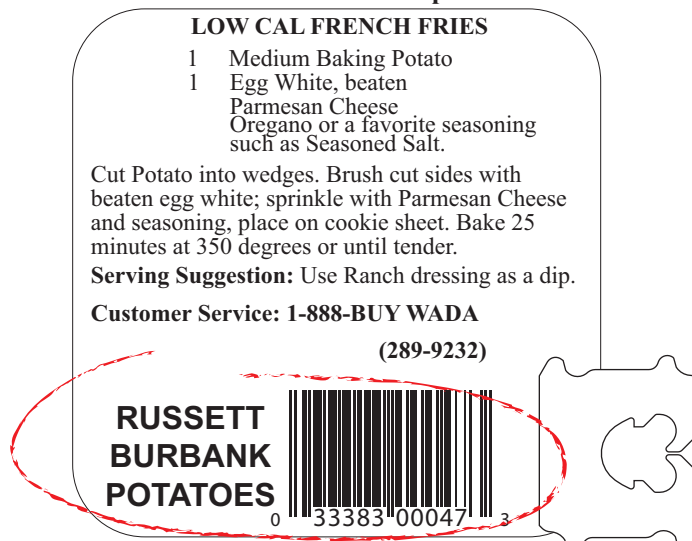 LOW CAL FRENCH FRIES
1 Medium Baking Potato
1 Egg White, beaten
Parmesan Cheese
Oregano or a favorite seasoning
such as Seasoned Salt.
Cut Potato into wedges. Brush cut sides with
beaten egg white; sprinkle with Parmesan Cheese
and seasoning, place on cookie sheet. Bake 25
minutes at 350 degrees or until tender.
Serving Suggestion: Use Ranch dressing as a dip.
Customer Service: 1-888-BUY WADA
(289-9232)
RUSSETT
BURBANK
POTATOES
0 33383 00047 3